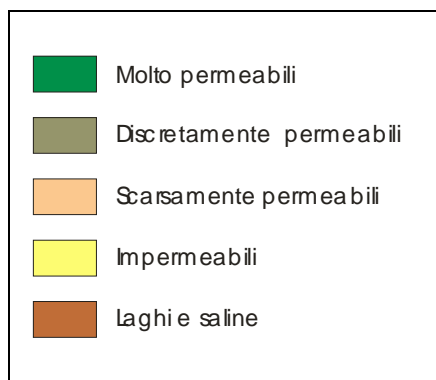 Molto permeabili
Discretamente permeabili
Scarsamente permeabili
Impermeabili
Laghi e saline